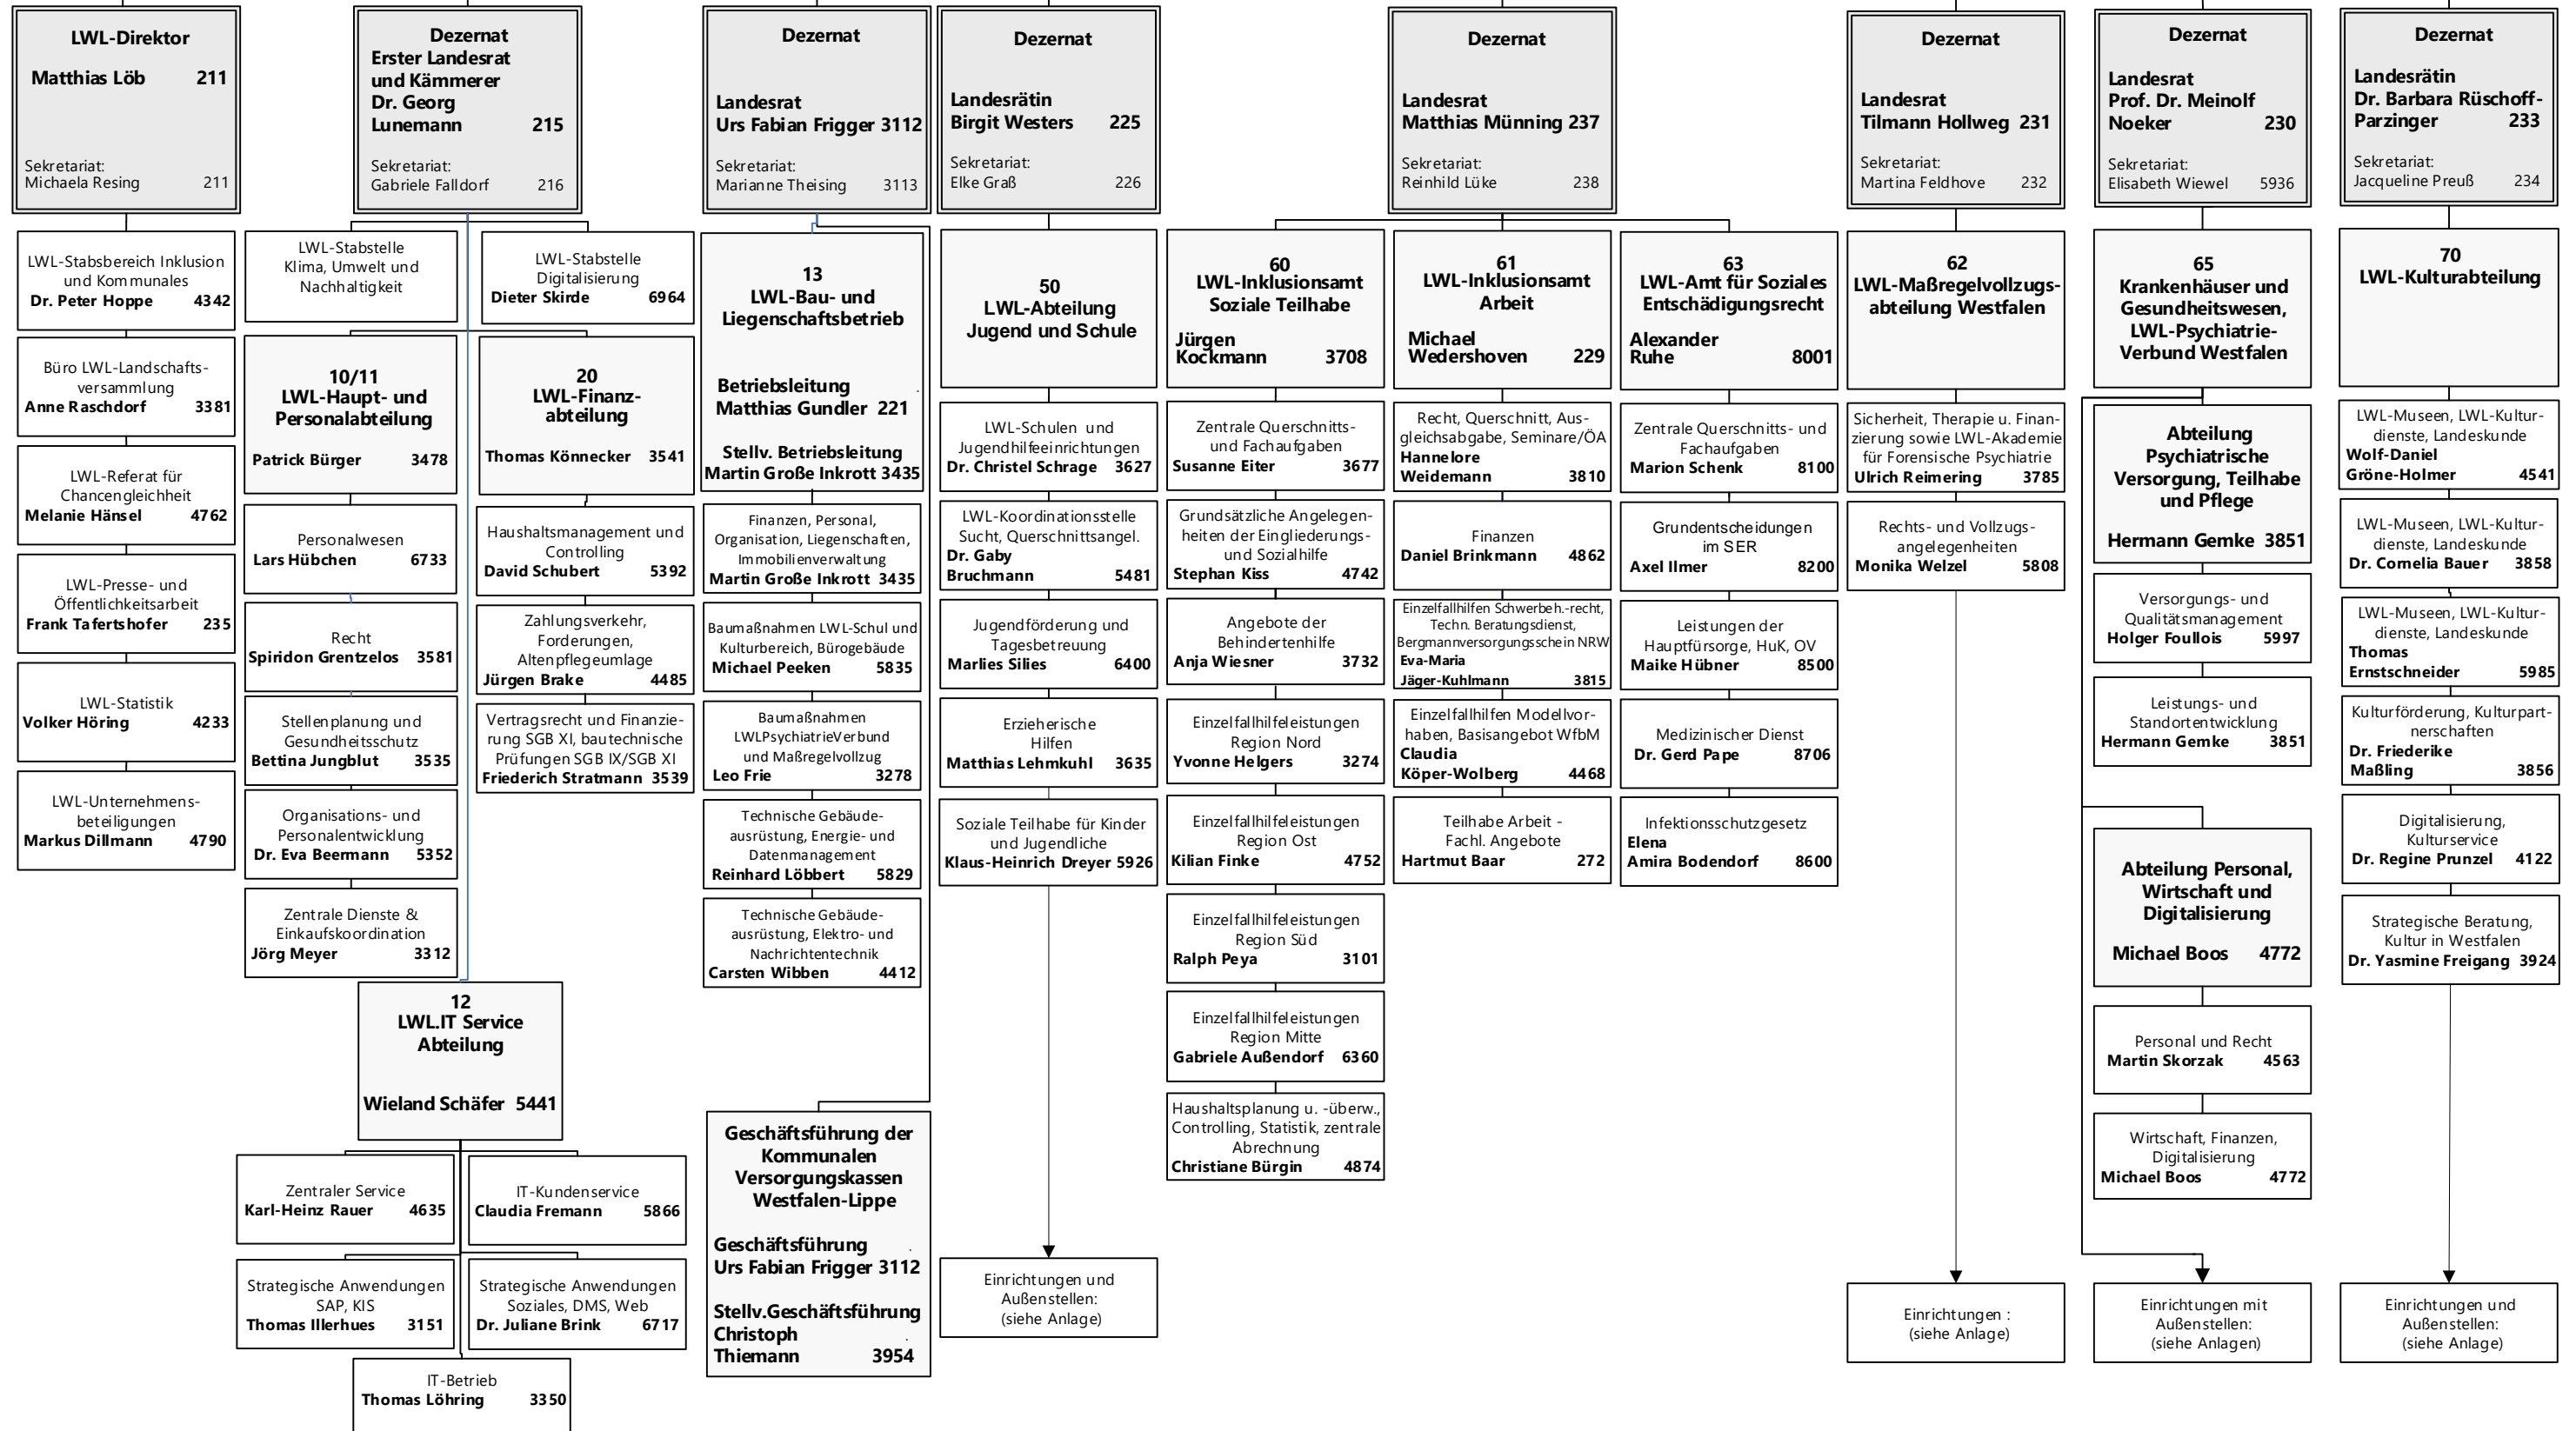 LWL-Direktor
Matthias Löb 211
Sekretariat:
Michaela Resing 211
LWL-Stabsbereich Inklusion
und Kommunales
Dr. Peter Hoppe 4342
Büro LWL-Landschafts-
versammlung
Anne Raschdorf 3381
LWL-Referat für
Chancengleichheit
Melanie Hänsel 4762
LWL-Presse- und
Öffentlichkeitsarbeit
Frank Tafertshofer 235
LWL-Statistik
Volker Höring 4233
LWL-Unternehmens-
beteiligungen
Markus Dillmann 4790
Dezernat
Erster Landesrat
und Kämmerer
Dr. Georg
Lunemann 215
Sekretariat:
Gabriele Falldorf 216
LWL-Stabstelle
Klima, Umwelt und
Nachhaltigkeit
LWL-Stabstelle
Digitalisierung
Dieter Skirde 6964
10/11
LWL-Haupt- und
Personalabteilung
Patrick Bürger 3478
Personalwesen
Lars Hübchen 6733
Recht
Spiridon Grentzelos 3581
Stellenplanung und
Gesundheitsschutz
Bettina Jungblut 3535
Organisations- und
Personalentwicklung
Dr. Eva Beermann 5352
Zentrale Dienste &
Einkaufskoordination
Jörg Meyer 3312
20
LWL-Finanz-
abteilung
Thomas Könnecker 3541
Haushaltsmanagement und
Controlling
David Schubert 5392
Zahlungsverkehr,
Forderungen,
Altenpflegeumlage
Jürgen Brake 4485
Vertragsrecht und Finanzie-
rung SGB XI, bautechnische
Prüfungen SGB IX/SGB XI
Friederich Stratmann 3539
12
LWL.IT Service
Abteilung
Wieland Schäfer 5441
Zentraler Service
Karl-Heinz Rauer 4635
IT-Kundenservice
Claudia Fremann 5866
Strategische Anwendungen
SAP, KIS
Thomas Illerhues 3151
Strategische Anwendungen
Soziales, DMS, Web
Dr. Juliane Brink 6717
IT-Betrieb
Thomas Löhring 3350
Dezernat
Landesrat
Urs Fabian Frigger 3112
Sekretariat:
Marianne Theising 3113
13
LWL-Bau- und
Liegenschaftsbetrieb
Betriebsleitung
Matthias Gundler 221
Stellv. Betriebsleitung
Martin Große Inkrott 3435
Finanzen, Personal,
Organisation, Liegenschaften,
Immobilienverwaltung
Martin Große Inkrott 3435
Baumaßnahmen LWL-Schul und
Kulturbereich, Bürogebäude
Michael Peeken 5835
Baumaßnahmen
LWLPsychiatrieVerbund
und Maßregelvollzug
Leo Frie 3278
Technische Gebäude-
ausrüstung, Energie- und
Datenmanagement
Reinhard Löbbert 5829
Technische Gebäude-
ausrüstung, Elektro- und
Nachrichtentechnik
Carsten Wibben 4412
Geschäftsführung der
Kommunalen
Versorgungskassen
Westfalen-Lippe
Geschäftsführung
Urs Fabian Frigger 3112
Stellv.Geschäftsführung
Christoph
Thiemann 3954
Dezernat
Landesrätin
Birgit Westers 225
Sekretariat:
Elke Graß 226
50
LWL-Abteilung
Jugend und Schule
LWL-Schulen und
Jugendhilfeeinrichtungen
Dr. Christel Schrage 3627
LWL-Koordinationsstelle
Sucht, Querschnittsangel.
Dr. Gaby
Bruchmann 5481
Jugendförderung und
Tagesbetreuung
Marlies Silies 6400
Erzieherische
Hilfen
Matthias Lehmkuhl 3635
Soziale Teilhabe für Kinder
und Jugendliche
Klaus-Heinrich Dreyer 5926
Einrichtungen und
Außenstellen:
(siehe Anlage)
Dezernat
Landesrat
Matthias Münning 237
Sekretariat:
Reinhild Lüke 238
60
LWL-Inklusionsamt
Soziale Teilhabe
Jürgen
Kockmann 3708
Zentrale Querschnitts-
und Fachaufgaben
Susanne Eiter 3677
Grundsätzliche Angelegen-
heiten der Eingliederungs-
und Sozialhilfe
Stephan Kiss 4742
Angebote der
Behindertenhilfe
Anja Wiesner 3732
Einzelfallhilfeleistungen
Region Nord
Yvonne Helgers 3274
Einzelfallhilfeleistungen
Region Ost
Kilian Finke 4752
Einzelfallhilfeleistungen
Region Süd
Ralph Peya 3101
Einzelfallhilfeleistungen
Region Mitte
Gabriele Außendorf 6360
Haushaltsplanung u. -überw.,
Controlling, Statistik, zentrale
Abrechnung
Christiane Bürgin 4874
61
LWL-Inklusionsamt
Arbeit
Michael
Wedershoven 229
Recht, Querschnitt, Aus-
gleichsabgabe, Seminare/ÖA
Hannelore
Weidemann 3810
Finanzen
Daniel Brinkmann 4862
Einzelfallhilfen Schwerbeh.-recht,
Techn. Beratungsdienst,
Bergmannversorgungsschein NRW
Eva-Maria
Jäger-Kuhlmann 3815
Einzelfallhilfen Modellvor-
haben, Basisangebot WfbM
Claudia
Köper-Wolberg 4468
Teilhabe Arbeit -
Fachl. Angebote
Hartmut Baar 272
63
LWL-Amt für Soziales
Entschädigungsrecht
Alexander
Ruhe 8001
Zentrale Querschnitts- und
Fachaufgaben
Marion Schenk 8100
Grundentscheidungen
im SER
Axel Ilmer 8200
Leistungen der
Hauptfürsorge, HuK, OV
Maike Hübner 8500
Medizinischer Dienst
Dr. Gerd Pape 8706
Infektionsschutzgesetz
Elena
Amira Bodendorf 8600
Dezernat
Landesrat
Tilmann Hollweg 231
Sekretariat:
Martina Feldhove 232
62
LWL-Maßregelvollzugs-
abteilung Westfalen
Sicherheit, Therapie u. Finan-
zierung sowie LWL-Akademie
für Forensische Psychiatrie
Ulrich Reimering 3785
Rechts- und Vollzugs-
angelegenheiten
Monika Welzel 5808
Einrichtungen :
(siehe Anlage)
Dezernat
Landesrat
Prof. Dr. Meinolf
Noeker 230
Sekretariat:
Elisabeth Wiewel 5936
65
Krankenhäuser und
Gesundheitswesen,
LWL-Psychiatrie-
Verbund Westfalen
Abteilung
Psychiatrische
Versorgung, Teilhabe
und Pflege
Hermann Gemke 3851
Versorgungs- und
Qualitätsmanagement
Holger Foullois 5997
Leistungs- und
Standortentwicklung
Hermann Gemke 3851
Abteilung Personal,
Wirtschaft und
Digitalisierung
Michael Boos 4772
Personal und Recht
Martin Skorzak 4563
Wirtschaft, Finanzen,
Digitalisierung
Michael Boos 4772
Einrichtungen mit
Außenstellen:
(siehe Anlagen)
Dezernat
Landesrätin
Dr. Barbara Rüschoff-
Parzinger 233
Sekretariat:
Jacqueline Preuß 234
70
LWL-Kulturabteilung
LWL-Museen, LWL-Kultur-
dienste, Landeskunde
Wolf-Daniel
Gröne-Holmer 4541
LWL-Museen, LWL-Kultur-
dienste, Landeskunde
Dr. Cornelia Bauer 3858
LWL-Museen, LWL-Kultur-
dienste, Landeskunde
Thomas
Ernstschneider 5985
Kulturförderung, Kulturpart-
nerschaften
Dr. Friederike
Maßling 3856
Digitalisierung,
Kulturservice
Dr. Regine Prunzel 4122
Strategische Beratung,
Kultur in Westfalen
Dr. Yasmine Freigang 3924
Einrichtungen und
Außenstellen:
(siehe Anlage)